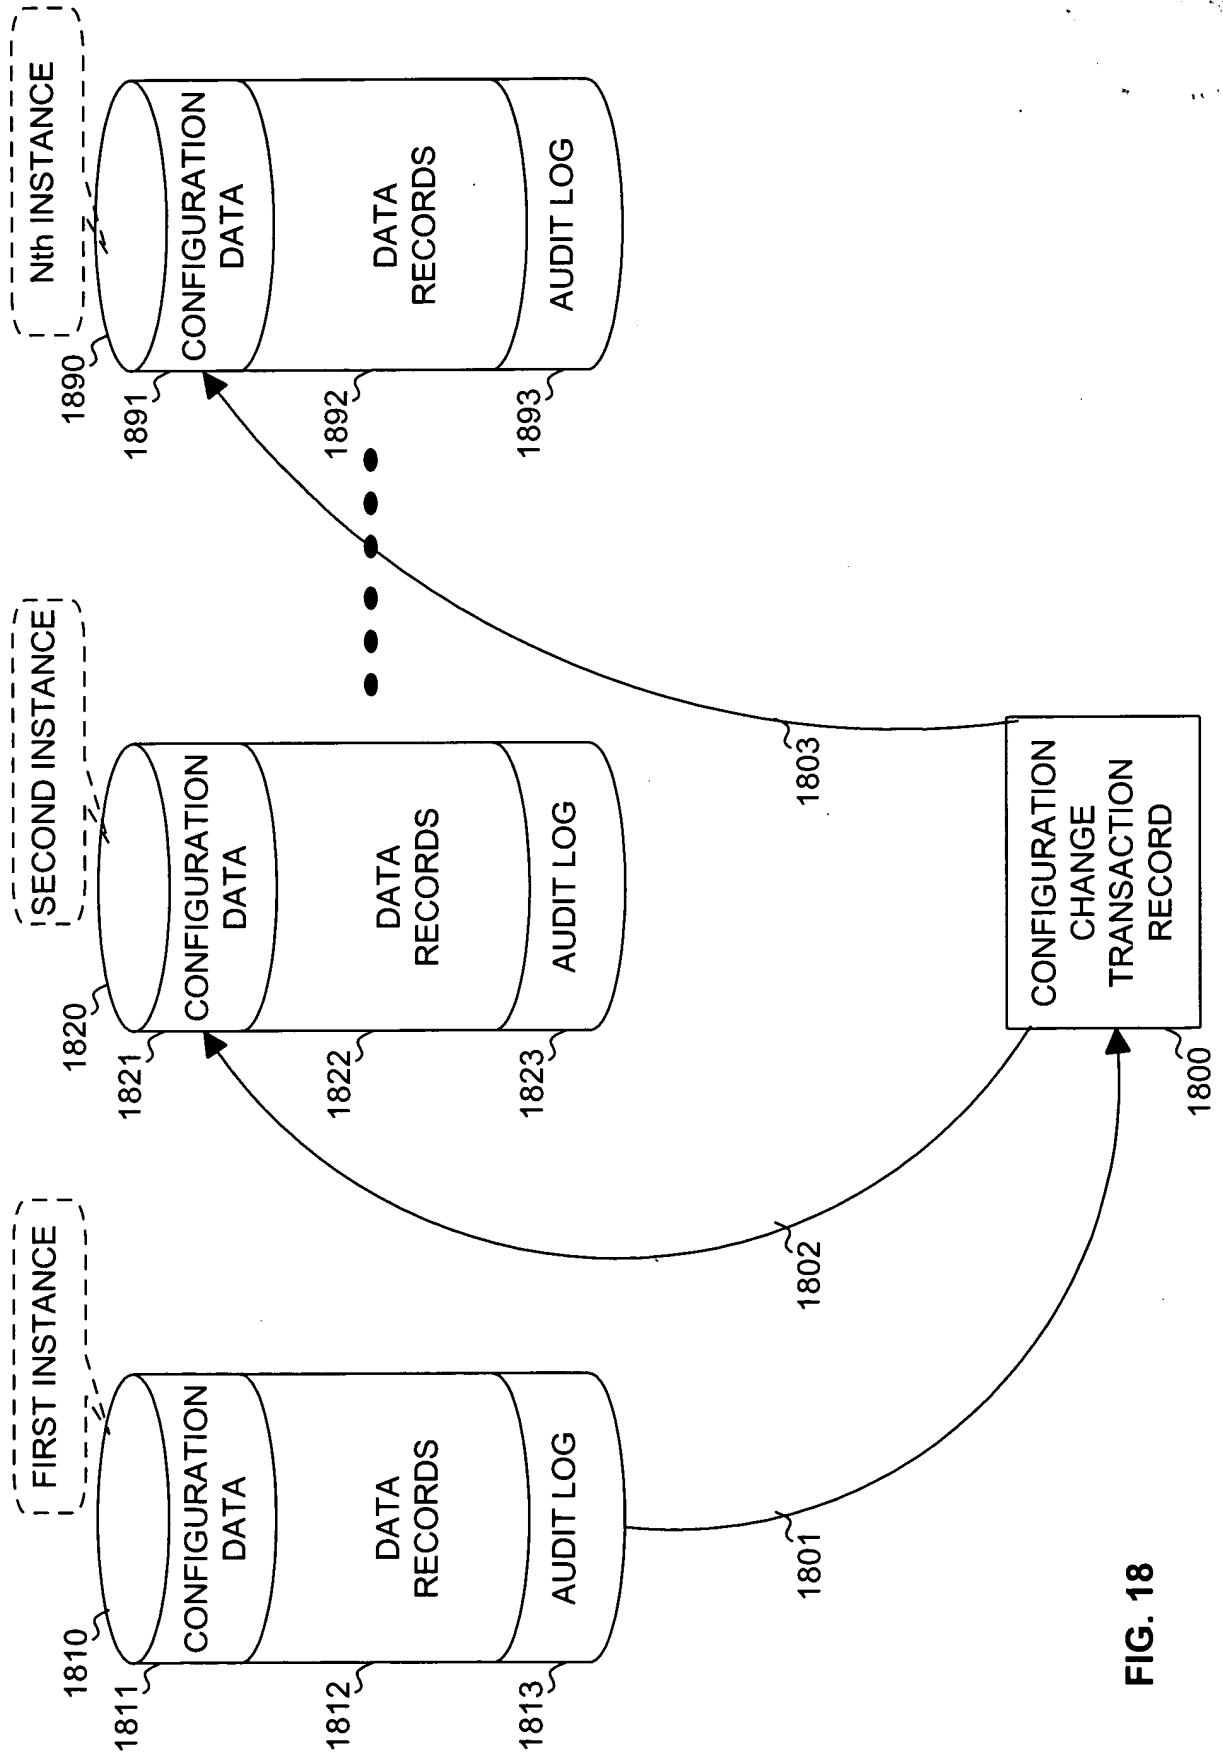 FIRST INSTANCE
1810
1811
CONFIGURATION
DATA
1812
DATA
RECORDS
1813
AUDIT LOG
SECOND INSTANCE
1820
1821
CONFIGURATION
DATA
1822
DATA
RECORDS
1823
AUDIT LOG
Nth INSTANCE
1890
1891
CONFIGURATION
DATA
1892
DATA
RECORDS
1893
AUDIT LOG
1801
1802
1803
CONFIGURATION
CHANGE
TRANSACTION
RECORD
1800
FIG. 18